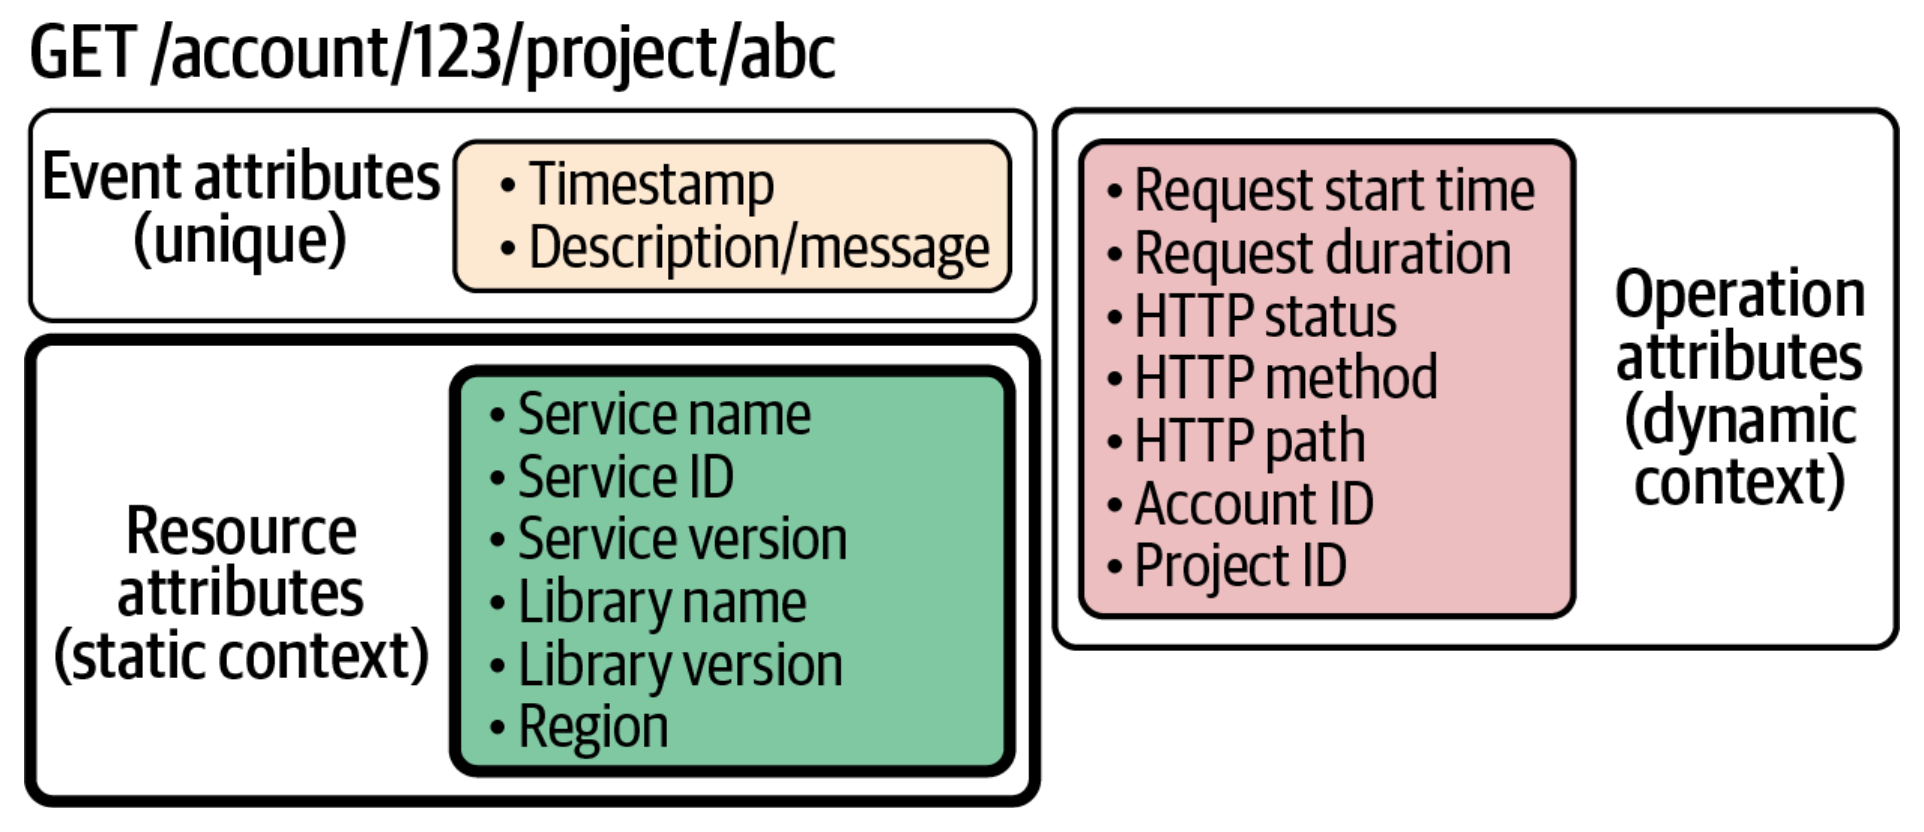 GET /account/123/project/abc
Event attributes
(unique)
• Timestamp
• Description/message
Resource
attributes
(static context)
• Service name
• Service ID
• Service version
• Library name
• Library version
• Region
• Request start time
• Request duration
• HTTP status
• HTTP method
• HTTP path
• Account ID
• Project ID
Operation
attributes
(dynamic
context)